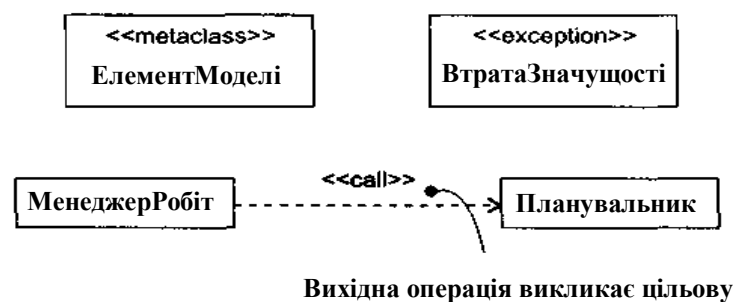 <<metaclass>>
ЕлементМоделі
<<exception>>
ВтратаЗначущості
<<call>>
МенеджерРобіт
Планувальник
Вихідна операція викликає цільову